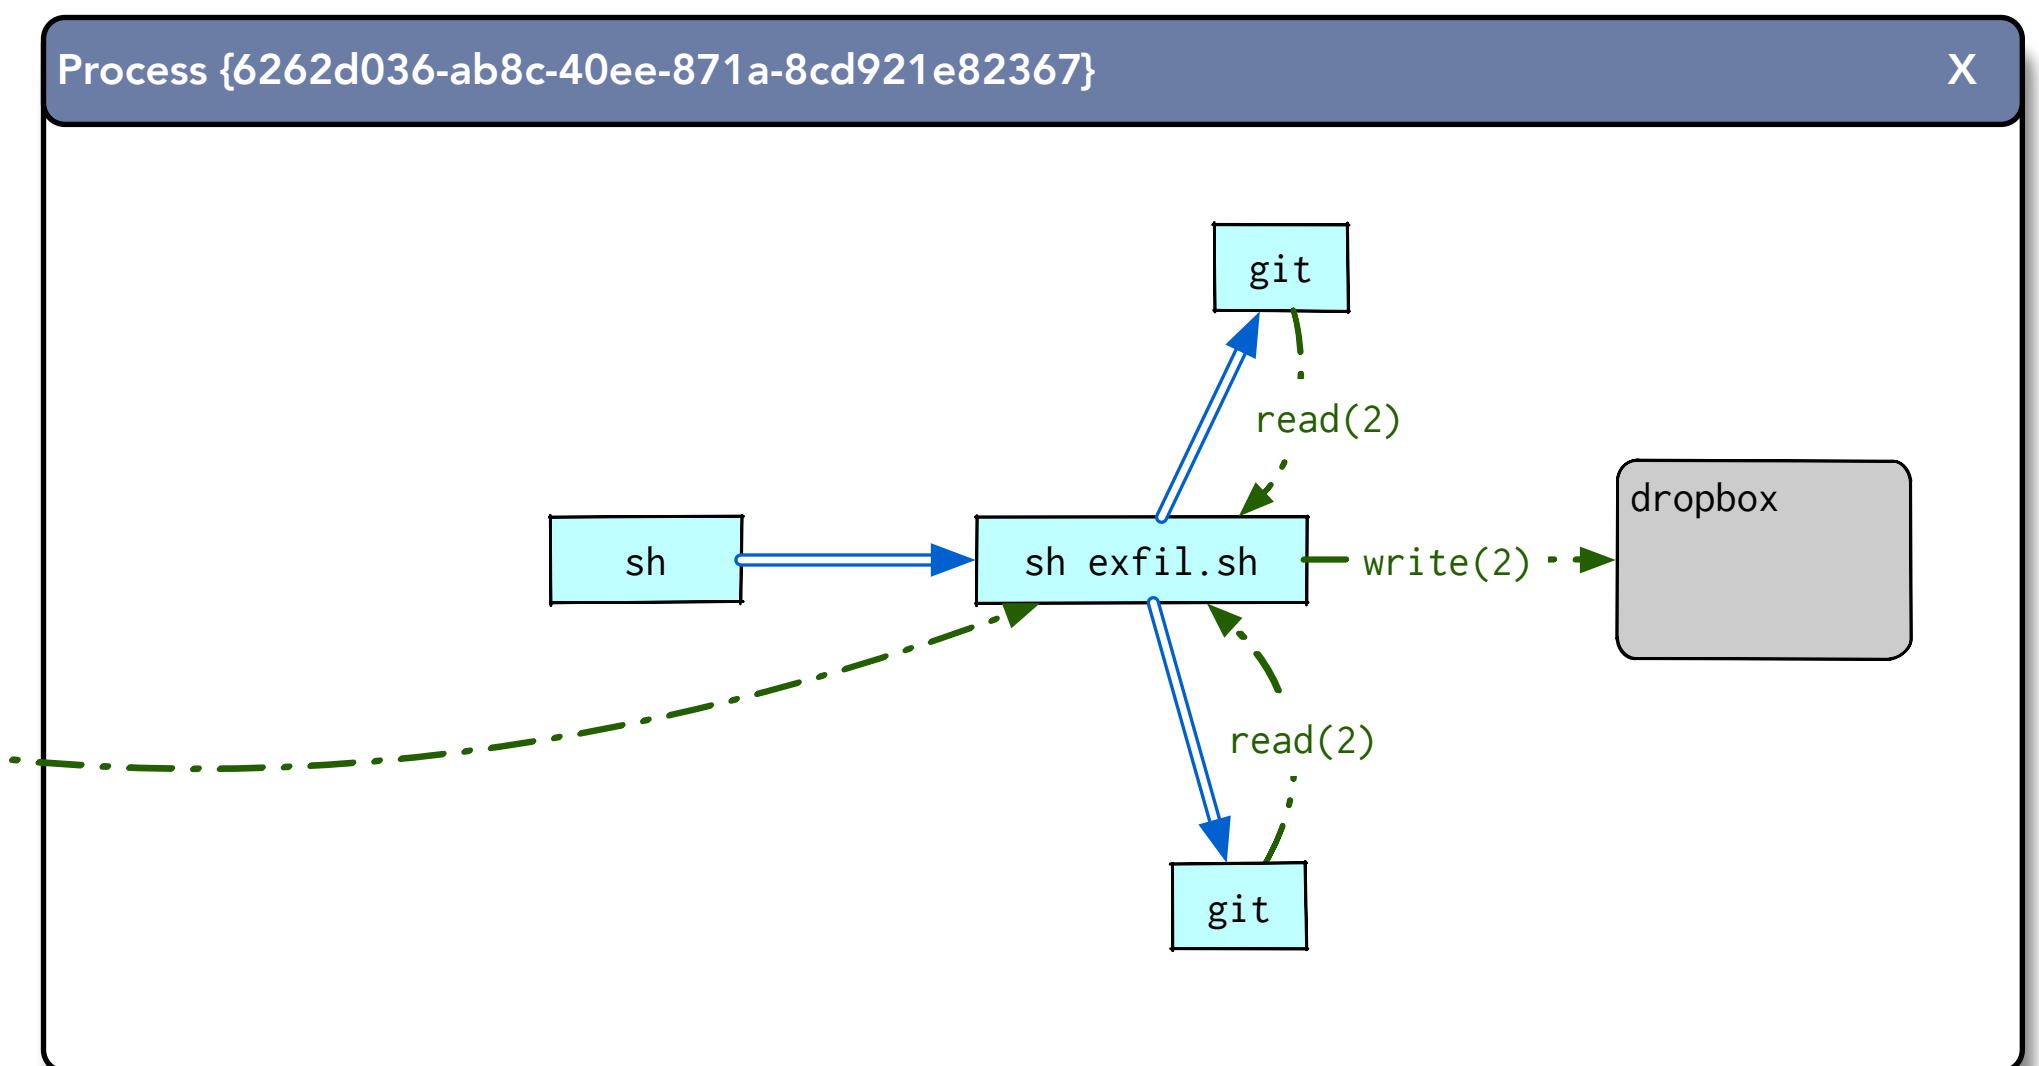 Process {6262d036-ab8c-40ee-871a-8cd921e82367} X
git
read(2)
dropbox
sh
sh exfil.sh
write(2)
read(2)
git